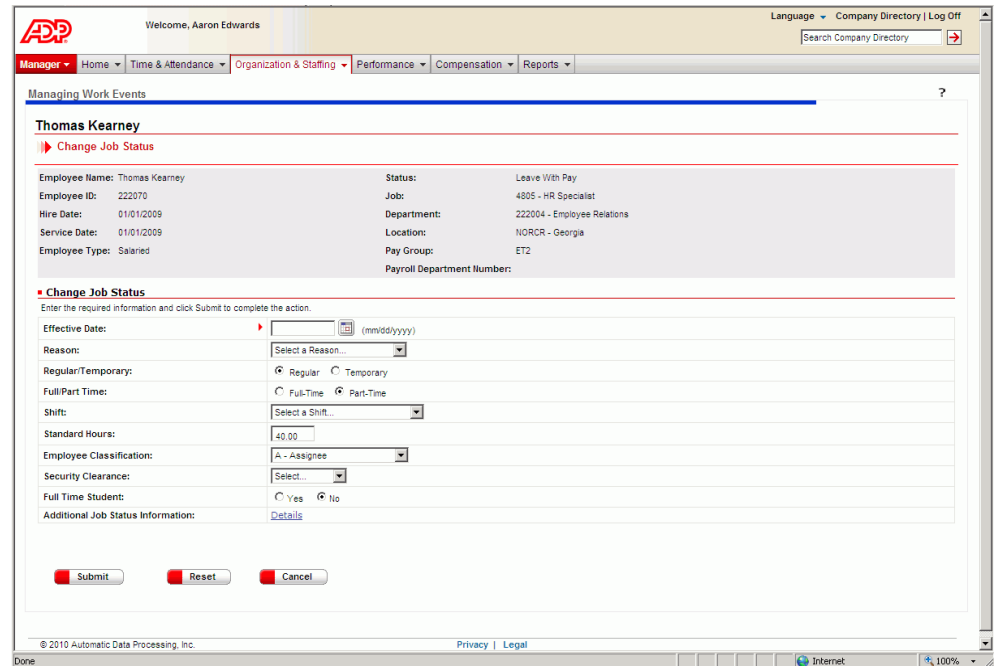 Language Company Directory | Log Off
ADP
Welcome, Aaron Edwards
Search Company Directory
Manager Home Time & Attendance Organization & Staffing Performance Compensation Reports
Managing Work Events ?
Thomas Kearney
Change Job Status
Employee Name: Thomas Kearney Status: Leave With Pay
Employee ID: 222070 Job: 4805 - HR Specialist
Hire Date: 01/01/2009 Department: 222004 - Employee Relations
Service Date: 01/01/2009 Location: NORCR - Georgia
Employee Type: Salaried Pay Group: ET2
Payroll Department Number:
Change Job Status
Enter the required information and click Submit to complete the action.
Effective Date: (mm/dd/yyyy)
Reason: Select a Reason...
Regular/Temporary: Regular Temporary
Full/Part Time: Full-Time Part-Time
Shift: Select a Shift...
Standard Hours: 40.00
Employee Classification: A - Assignee
Security Clearance: Select...
Full Time Student: Yes No
Additional Job Status Information: Details
Submit Reset Cancel
© 2010 Automatic Data Processing, Inc. Privacy | Legal
Done Internet 100%